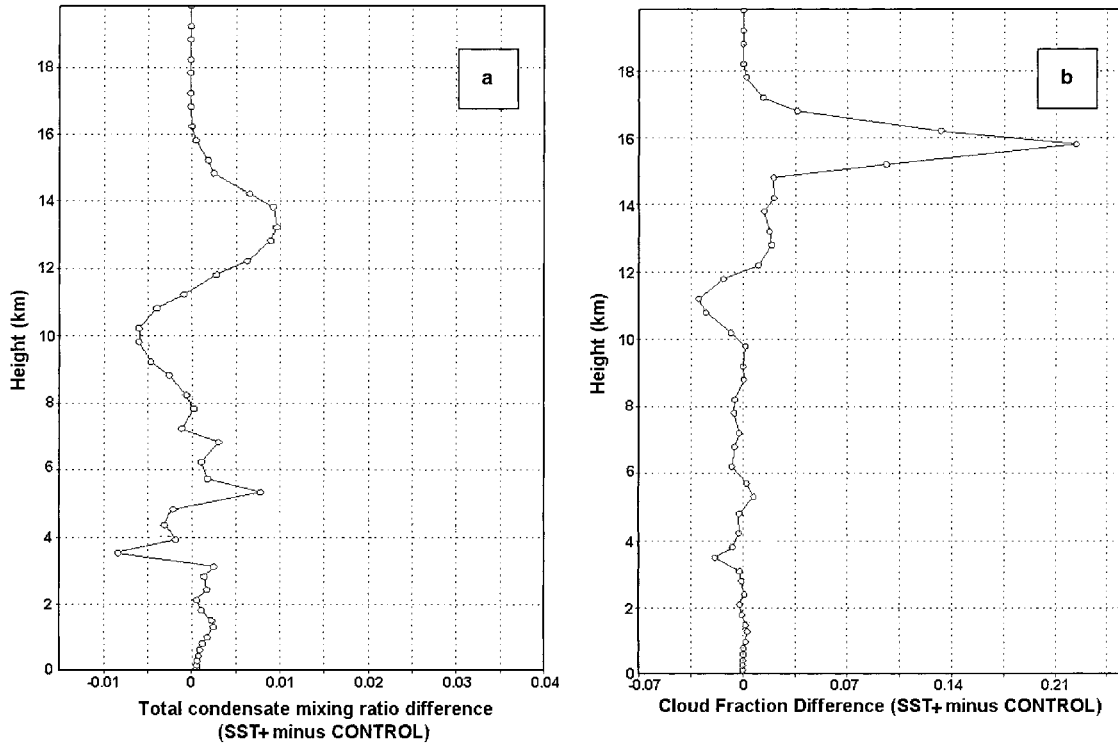 a
Height (km)
18
16
14
12
10
8
6
4
2
0
-0.01 0 0.01 0.02 0.03 0.04
Total condensate mixing ratio difference
(SST+ minus CONTROL)
b
Height (km)
18
16
14
12
10
8
6
4
2
0
-0.07 0 0.07 0.14 0.21
Cloud Fraction Difference (SST+ minus CONTROL)